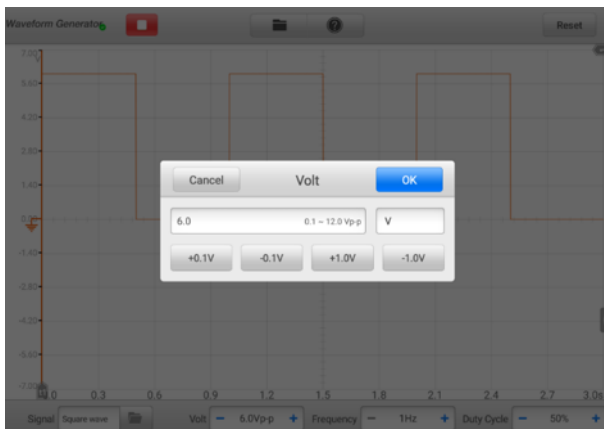 Waveform Generator
Reset
7.00
V
5.60
4.20
2.80
1.40
0.00
-1.40
-2.80
-4.20
-5.60
-7.00
Cancel Volt OK
6.0 0.1 ~ 12.0 Vp-p V
+0.1V -0.1V +1.0V -1.0V
0.0 0.3 0.6 0.9 1.2 1.5 1.8 2.1 2.4 2.7 3.0s
Signal Square wave Volt − 6.0Vp-p + Frequency − 1Hz + Duty Cycle − 50% +